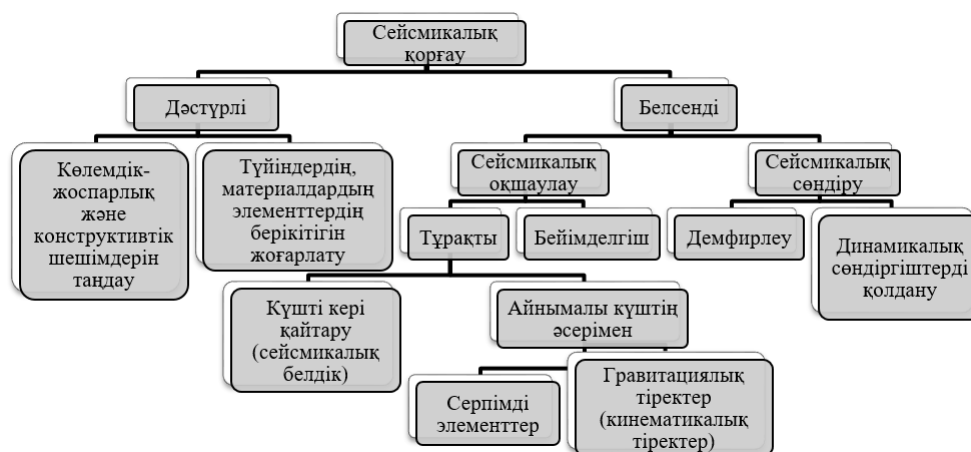 Сейсмикалық
қорғау
Дәстүрлі
Белсенді
Көлемдік-
жоспарлық
және
конструктивтік
шешімдерін
таңдау
Түйіндердің,
материалдардың
элементтердің
берікітігін
жоғарлату
Сейсмикалық
оқшаулау
Сейсмикалық
сөндіру
Тұрақты
Бейімделгіш
Демфирлеу
Динамикалық
сөндіргіштерді
қолдану
Күшті кері
қайтару
(сейсмикалық
белдік)
Айнымалы күштің
әсерімен
Серпімді
элементтер
Гравитациялық
тіректер
(кинематикалық
тіректер)